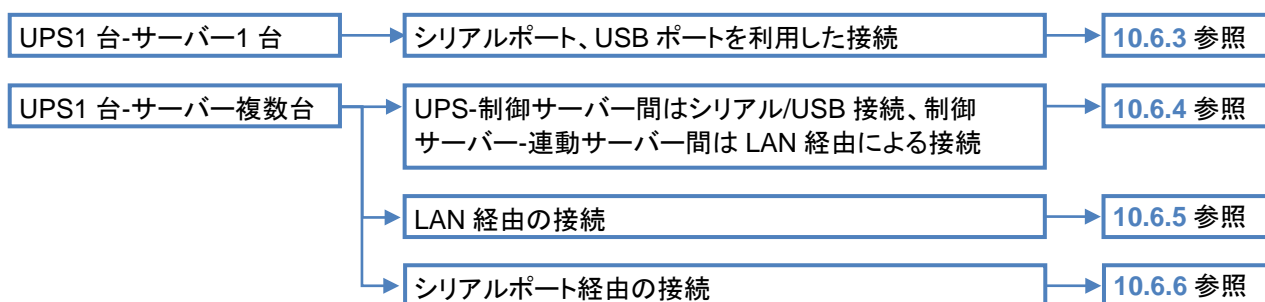 UPS1 台-サーバー1 台
シリアルポート、USB ポートを利用した接続
10.6.3 参照
UPS1 台-サーバー複数台
UPS-制御サーバー間はシリアル/USB 接続、制御
サーバー-連動サーバー間は LAN 経由による接続
10.6.4 参照
LAN 経由の接続
10.6.5 参照
シリアルポート経由の接続
10.6.6 参照